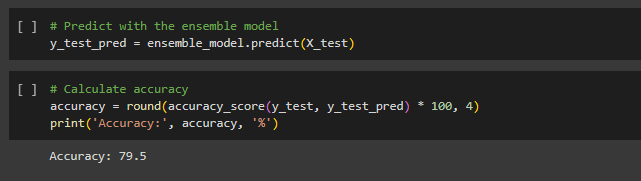 [ ] # Predict with the ensemble model
y_test_pred = ensemble_model.predict(X_test)
[ ] # Calculate accuracy
accuracy = round(accuracy_score(y_test, y_test_pred) * 100, 4)
print('Accuracy:', accuracy, '%')
Accuracy: 79.5